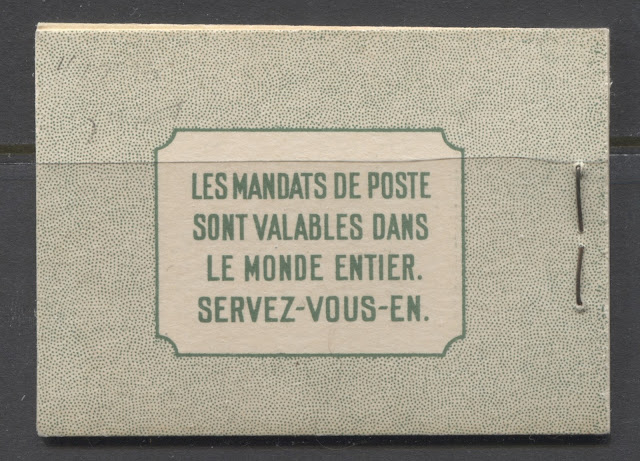 LES MANDATS DE POSTE
SONT VALABLES DANS
LE MONDE ENTIER.
SERVEZ-VOUS-EN.